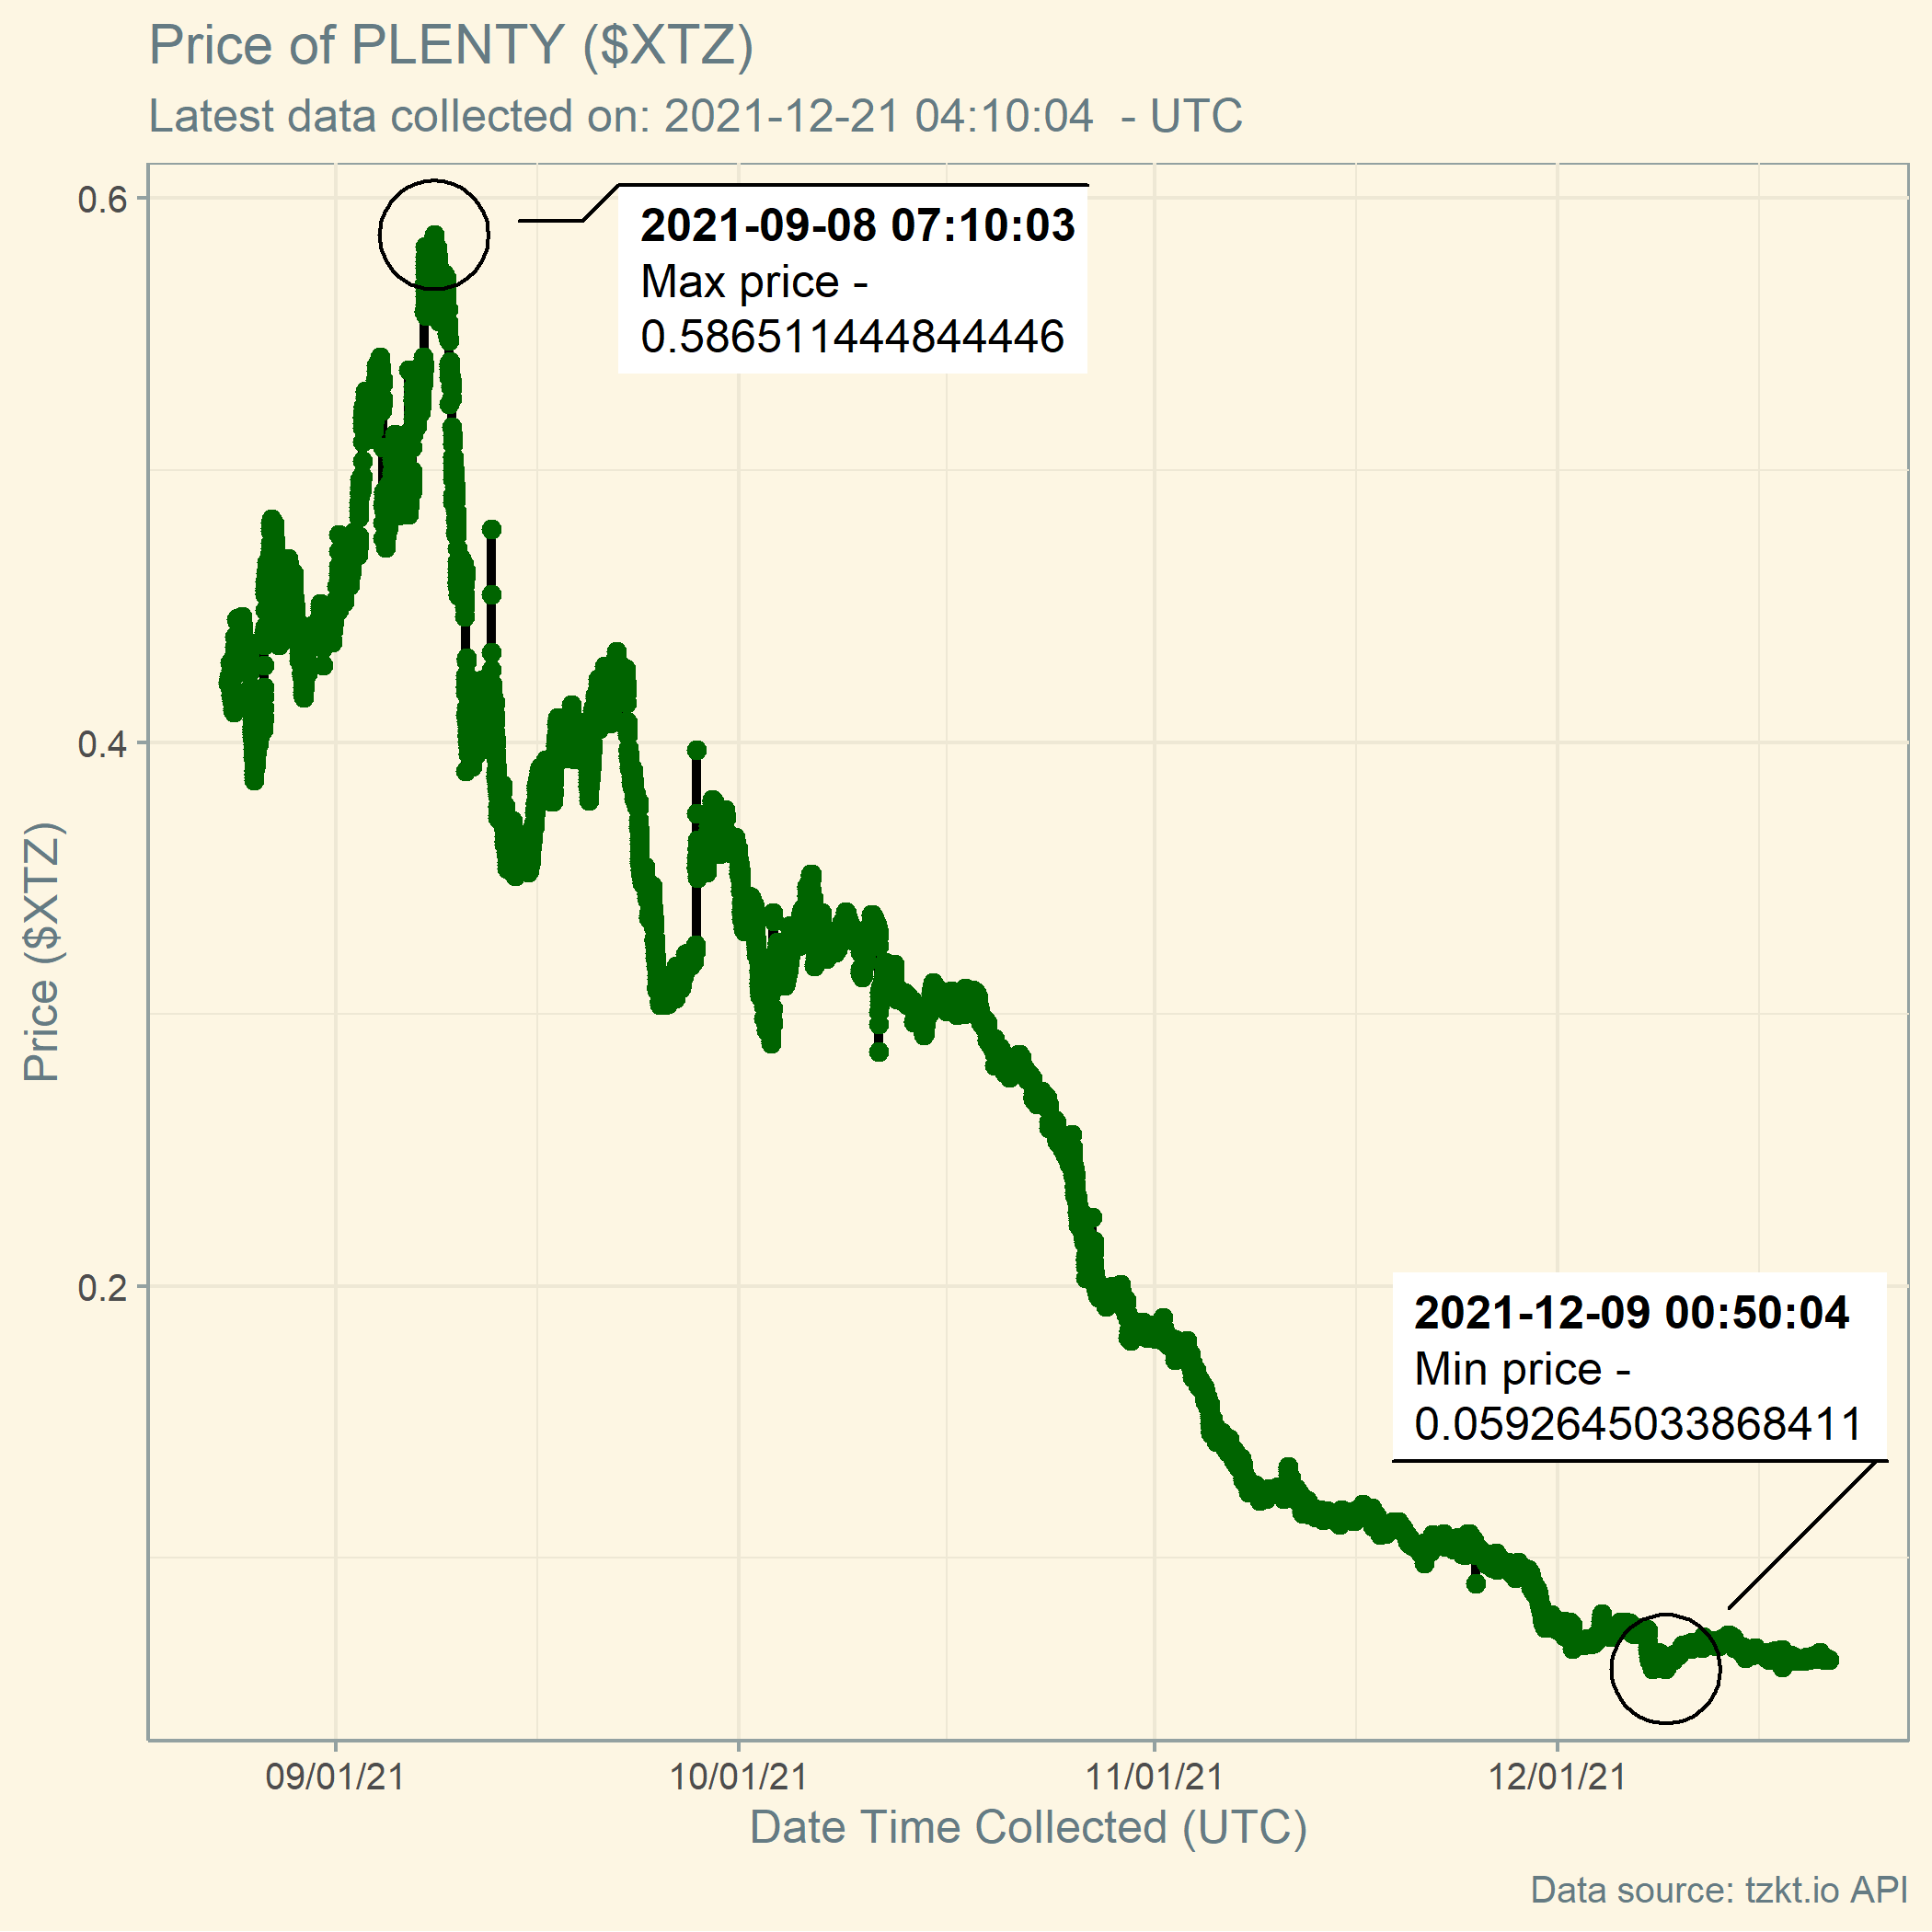 Price of PLENTY ($XTZ)
Latest data collected on: 2021-12-21 04:10:04  - UTC
0.6
0.4
0.2
Price ($XTZ)
2021-09-08 07:10:03
Max price -
0.5865111444844446
2021-12-09 00:50:04
Min price -
0.0592645033868411
09/01/21
10/01/21
11/01/21
12/01/21
Date Time Collected (UTC)
Data source: tzkt.io API